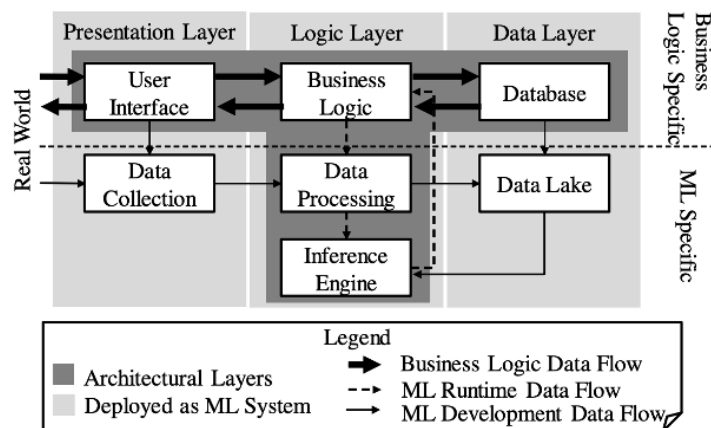 Presentation Layer
Logic Layer
Data Layer
Business
Logic Specific
Real World
User
Interface
Business
Logic
Database
Data
Collection
Data
Processing
Data Lake
ML Specific
Inference
Engine
Legend
Architectural Layers
Deployed as ML System
Business Logic Data Flow
ML Runtime Data Flow
ML Development Data Flow